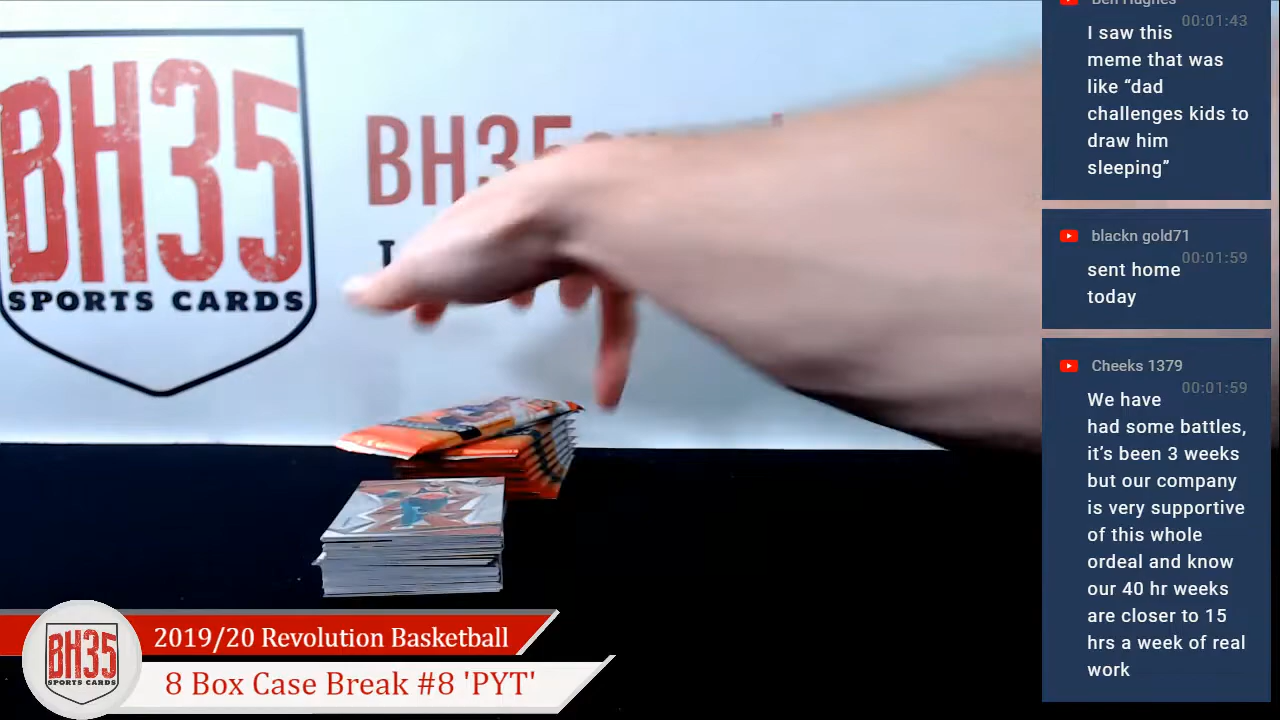 BH35
SPORTS CARDS
BH35
2019/20 Revolution Basketball
8 Box Case Break #8 'PYT'
BH35
SPORTS CARDS
Ben Hughes
00:01:43
I saw this
meme that was
like “dad
challenges kids to
draw him
sleeping”
blackn gold71
00:01:59
sent home
today
Cheeks 1379
00:01:59
We have
had some battles,
it’s been 3 weeks
but our company
is very supportive
of this whole
ordeal and know
our 40 hr weeks
are closer to 15
hrs a week of real
work